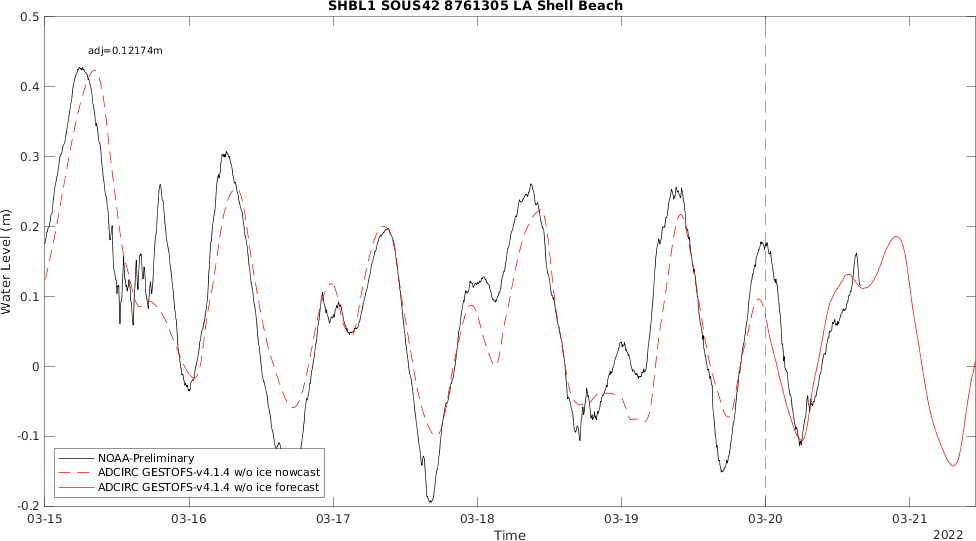 SHBL1 SOUS42 8761305 LA Shell Beach
0.5
adj=0.12174m
0.4
0.3
0.2
Water Level (m)
0.1
0
-0.1
NOAA-Preliminary
ADCIRC GESTOFS-v4.1.4 w/o ice nowcast
ADCIRC GESTOFS-v4.1.4 w/o ice forecast
-0.2
03-15 03-16 03-17 03-18 03-19 03-20 03-21
Time
2022